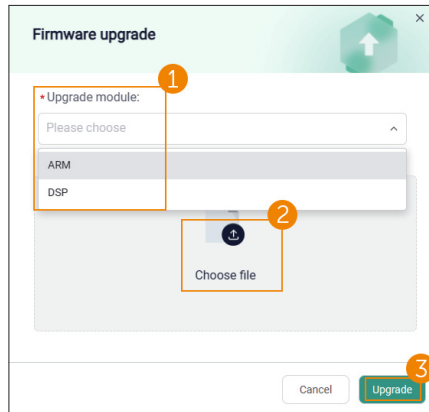 Firmware upgrade
×
1
* Upgrade module:
Please choose
ARM
DSP
2
Choose file
3
Cancel
Upgrade